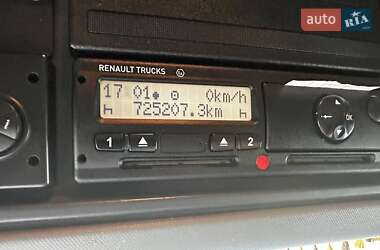 auto RIA
RENAULT TRUCKS
17 01 0km/h
h 725207.3km h
1 2
i OK